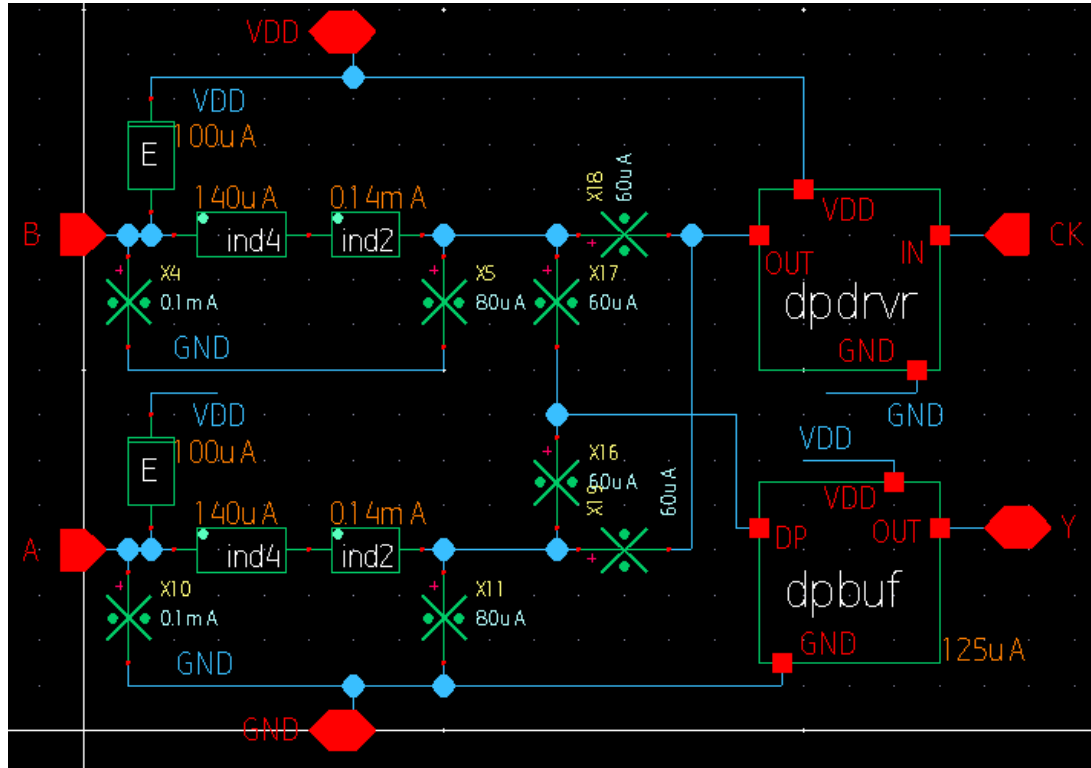 VDD
VDD
100uA
E
X18
60uA
140uA 0.14mA
B
ind4 ind2
VDD
CK
OUT
IN
+ X4
0.1mA
+ X5
80uA
+ X17
60uA
+
dpdrvr
GND
GND
GND
VDD
100uA
E
VDD
+ X16
60uA
X19
60uA
140uA 0.14mA
VDD
OUT
Y
A
ind4 ind2
DP
+ X10
0.1mA
+ X11
80uA
+
dpbuf
GND
GND
125uA
GND